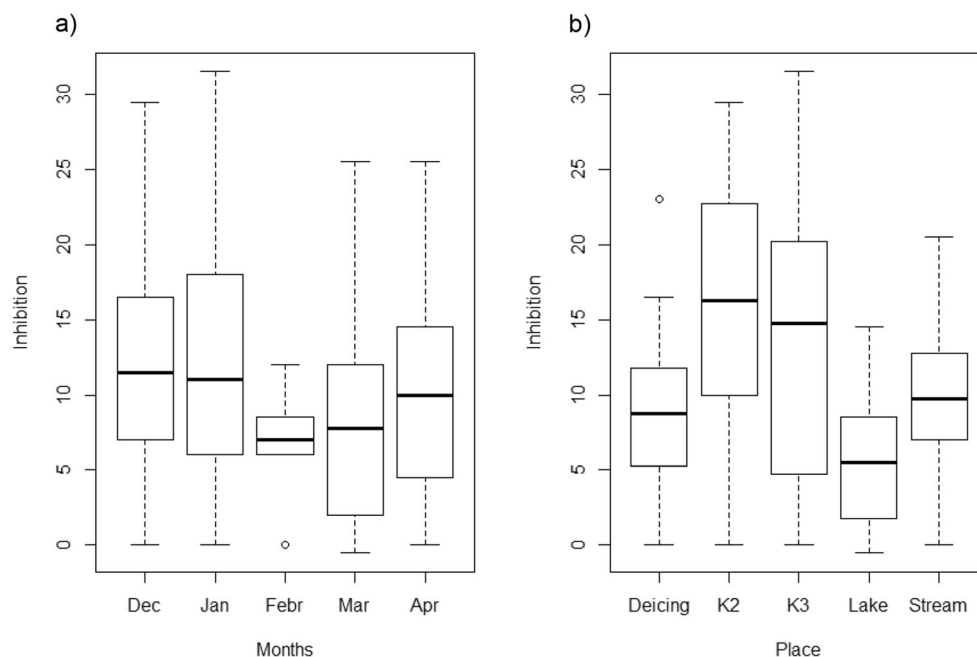 a)
30
25
20
15
10
5
0
Inhibition
Dec Jan Febr Mar Apr
Months
b)
30
25
20
15
10
5
0
Inhibition
Deicing K2 K3 Lake Stream
Place